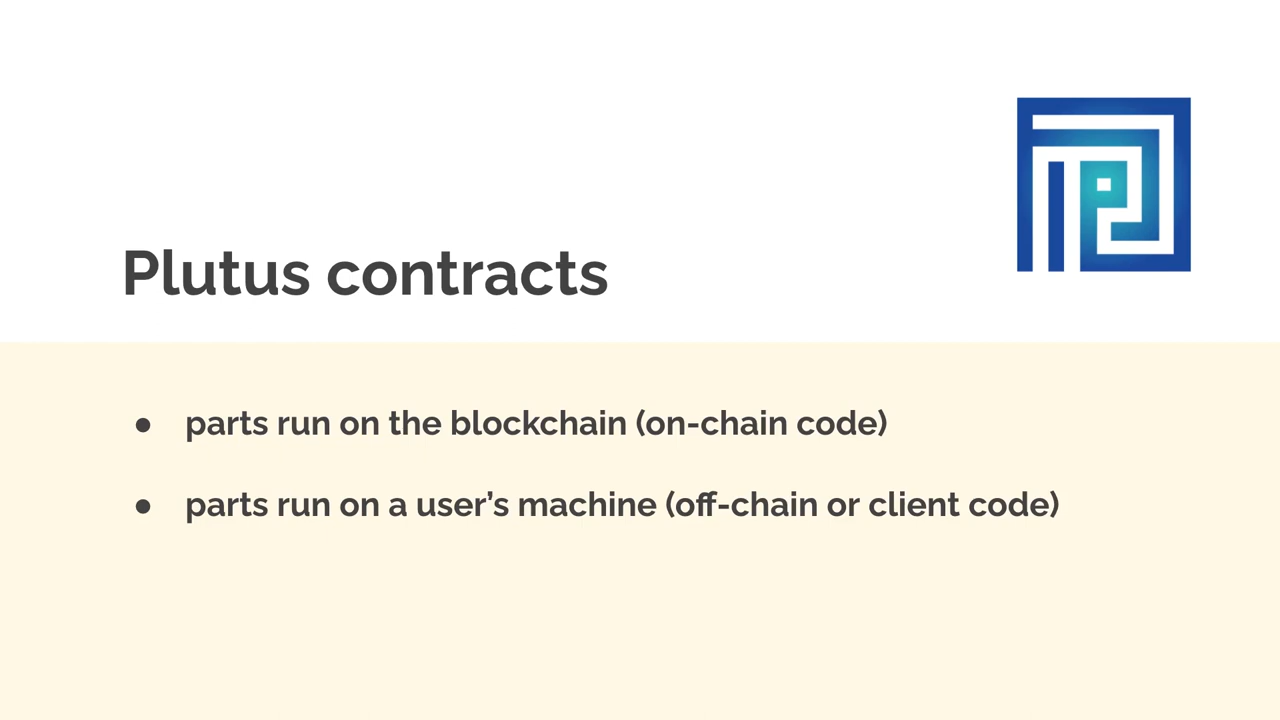 Plutus contracts
● parts run on the blockchain (on-chain code)
● parts run on a user’s machine (off-chain or client code)